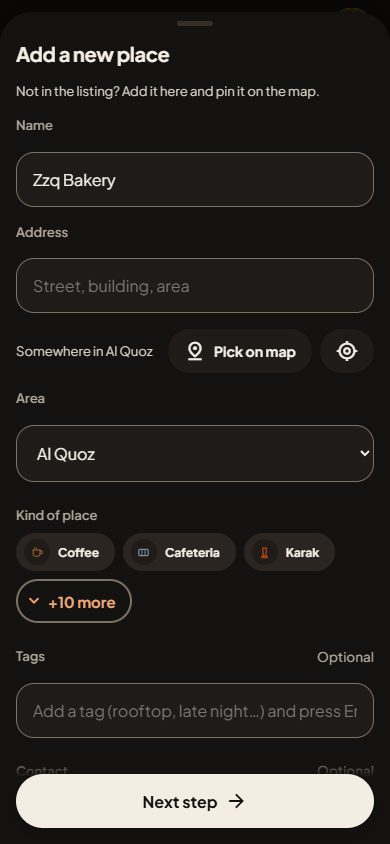 Add a new place
Not in the listing? Add it here and pin it on the map.
Name
Zzq Bakery
Address
Street, building, area
Somewhere in Al Quoz
Pick on map
Area
Al Quoz
Kind of place
Coffee
Cafeteria
Karak
+10 more
Tags
Optional
Add a tag (rooftop, late night…) and press Er
Contact
Optional
Next step